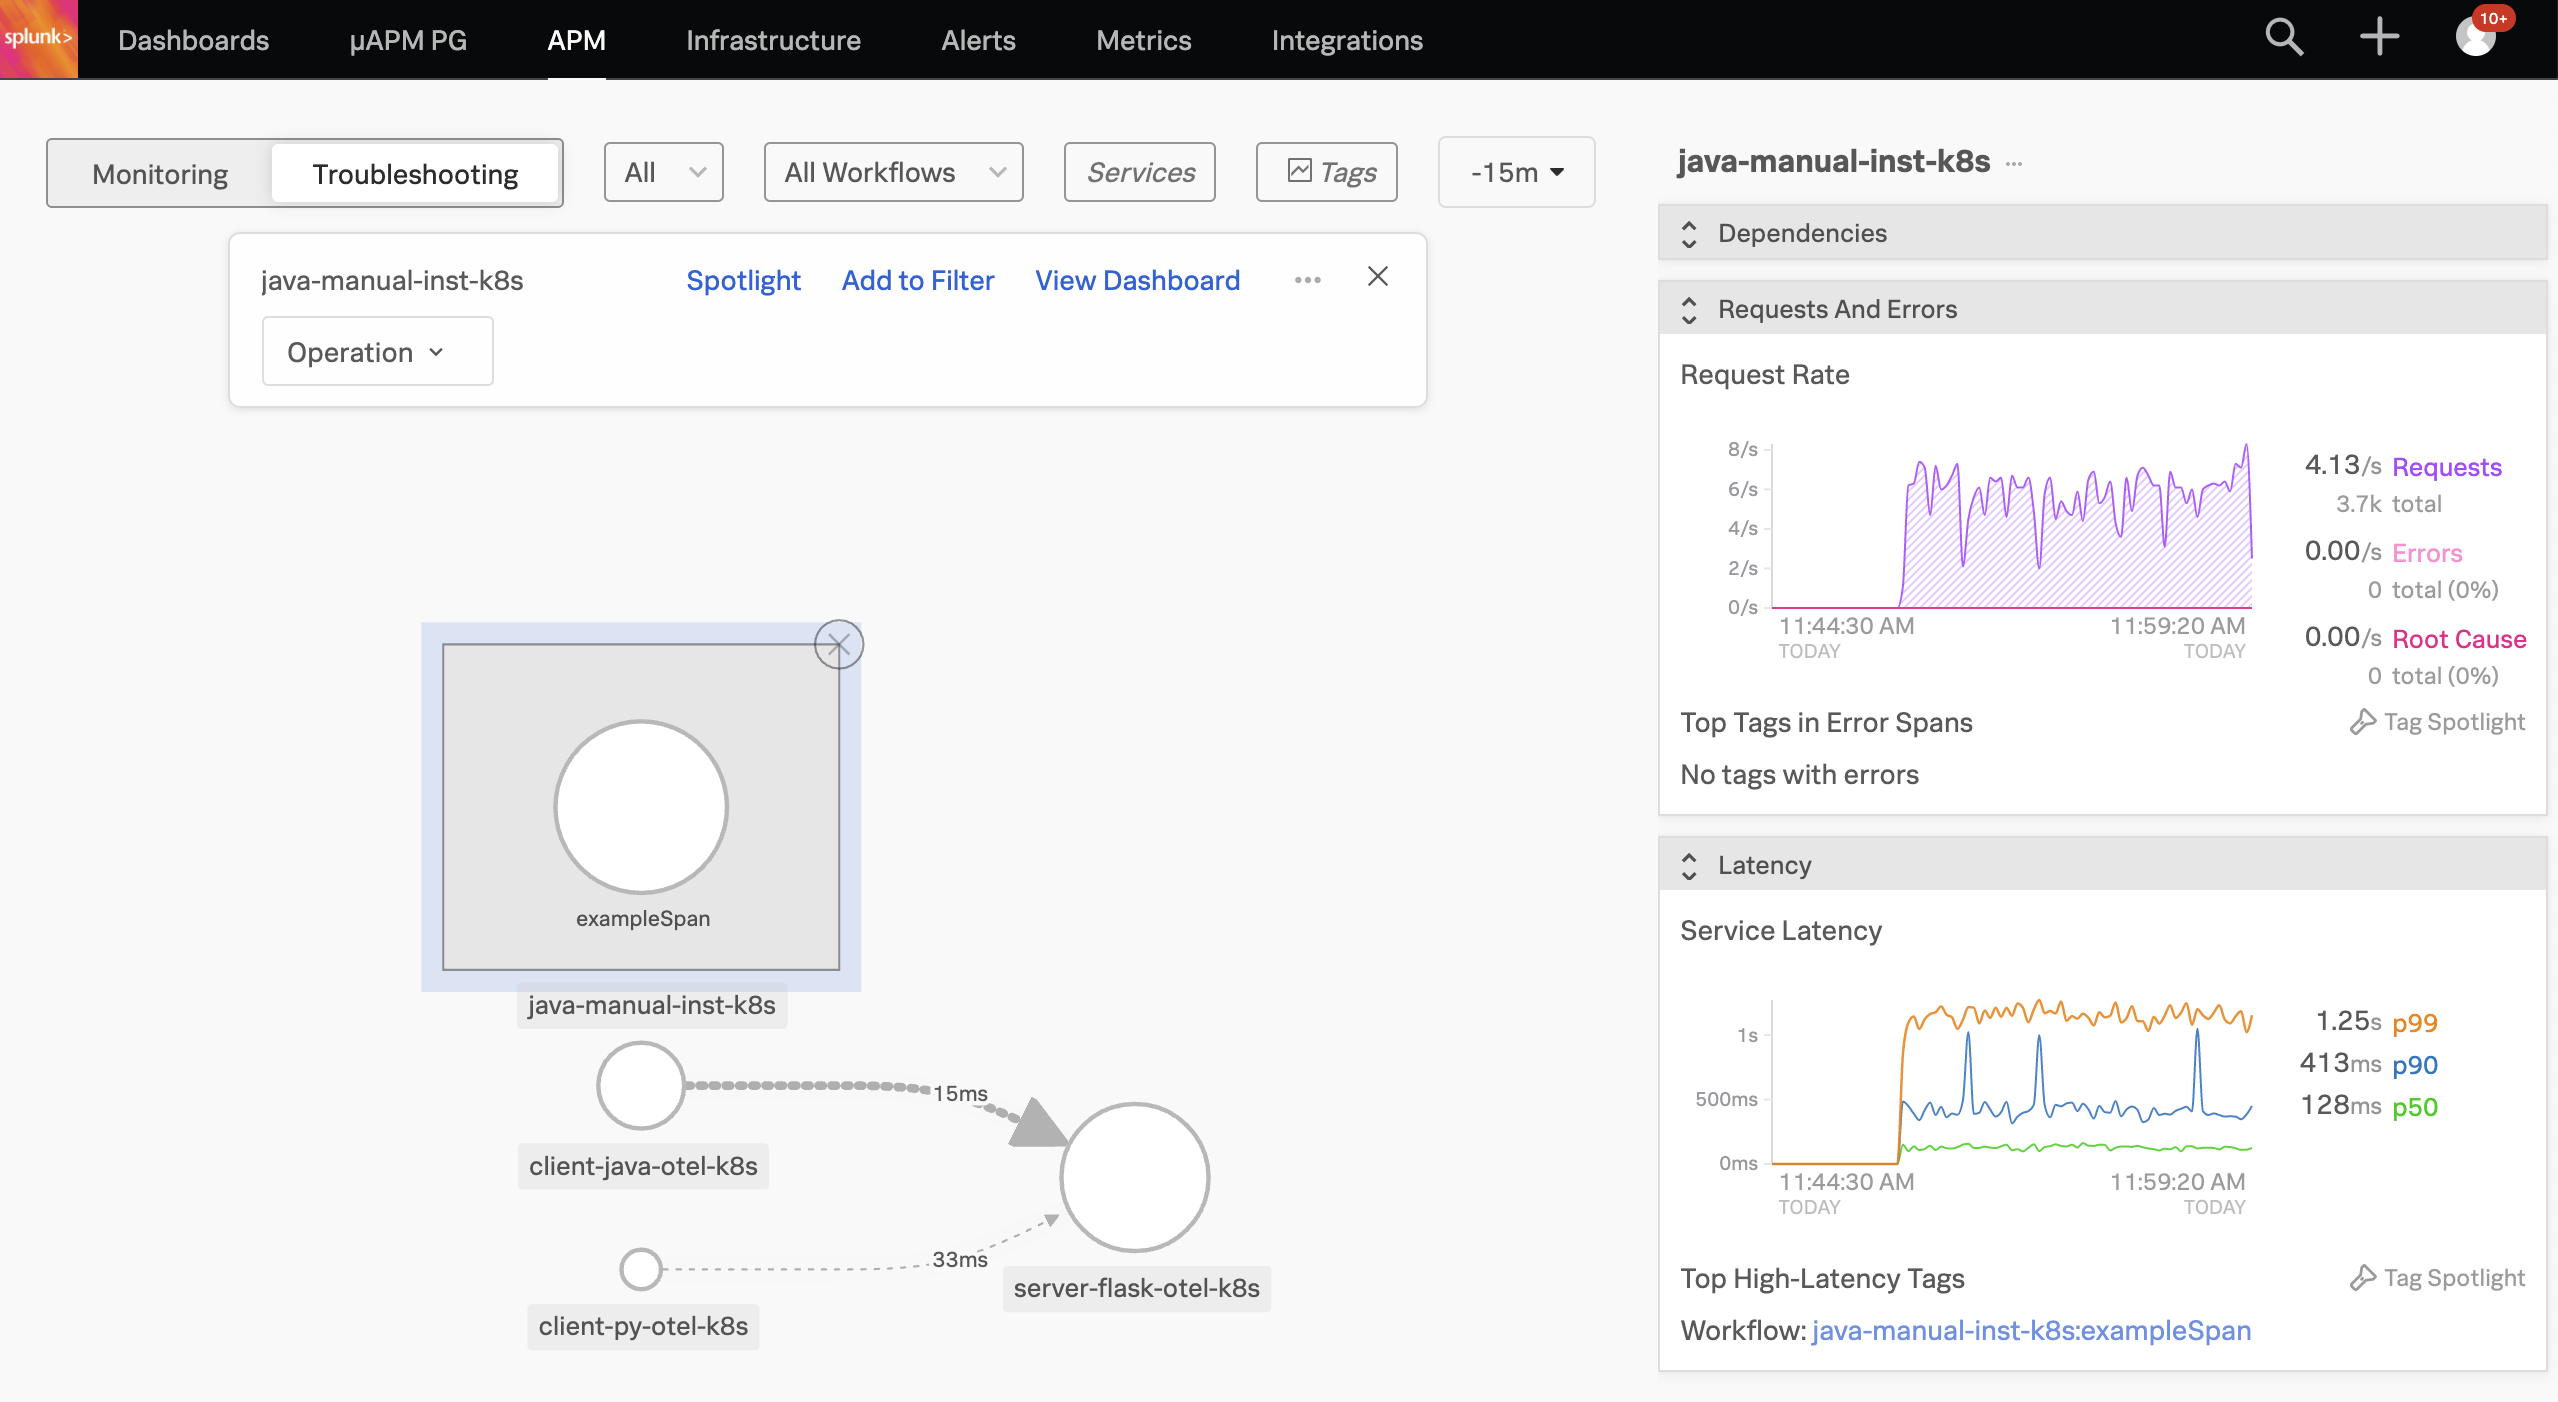 splunk>
Dashboards µAPM PG APM Infrastructure Alerts Metrics Integrations 10+
Monitoring Troubleshooting All All Workflows Services Tags -15m
java-manual-inst-k8s Spotlight Add to Filter View Dashboard
Operation
exampleSpan
java-manual-inst-k8s
15ms
client-java-otel-k8s
33ms
server-flask-otel-k8s
client-py-otel-k8s
java-manual-inst-k8s
Dependencies
Requests And Errors
Request Rate
8/s
6/s
4/s
2/s
0/s
11:44:30 AM 11:59:20 AM
TODAY TODAY
4.13/s Requests
3.7k total
0.00/s Errors
0 total (0%)
0.00/s Root Cause
0 total (0%)
Top Tags in Error Spans Tag Spotlight
No tags with errors
Latency
Service Latency
1s
500ms
0ms
11:44:30 AM 11:59:20 AM
TODAY TODAY
1.25s p99
413ms p90
128ms p50
Top High-Latency Tags Tag Spotlight
Workflow: java-manual-inst-k8s:exampleSpan